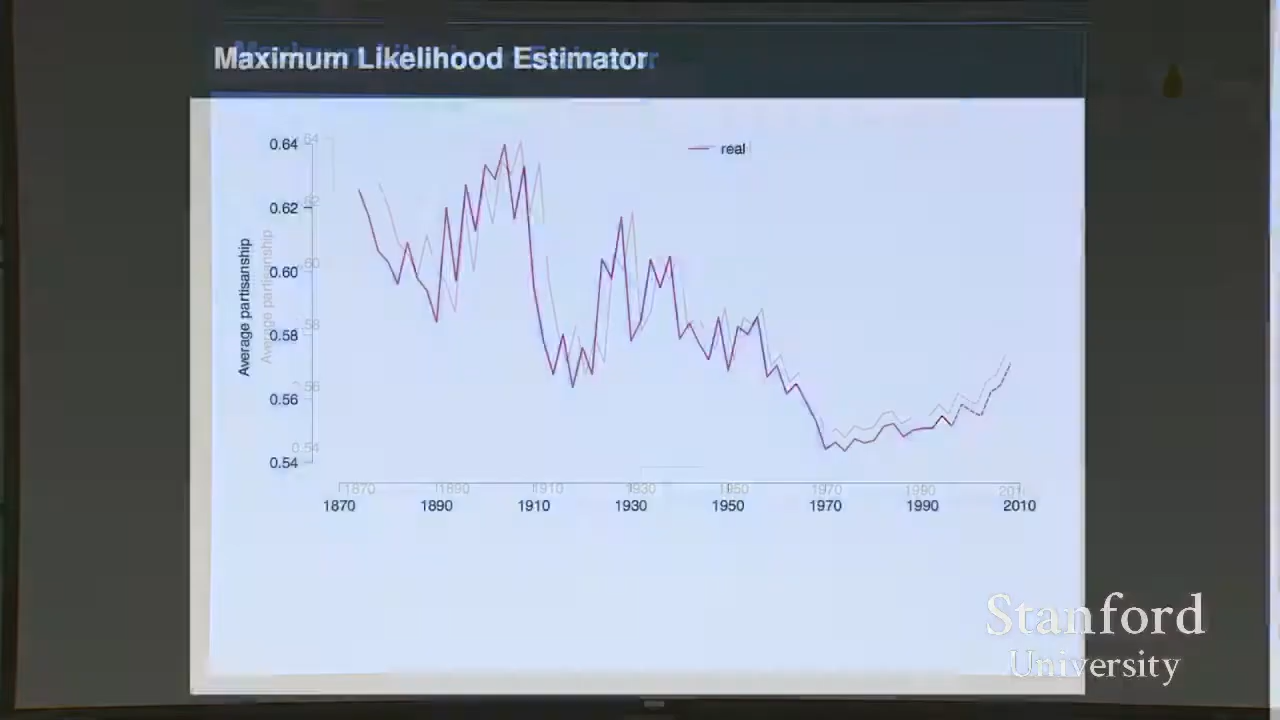 Maximum Likelihood Estimator
real
Average partisanship
0.64
0.62
0.60
0.58
0.56
0.54
1870 1890 1910 1930 1950 1970 1990 2010
Stanford
University